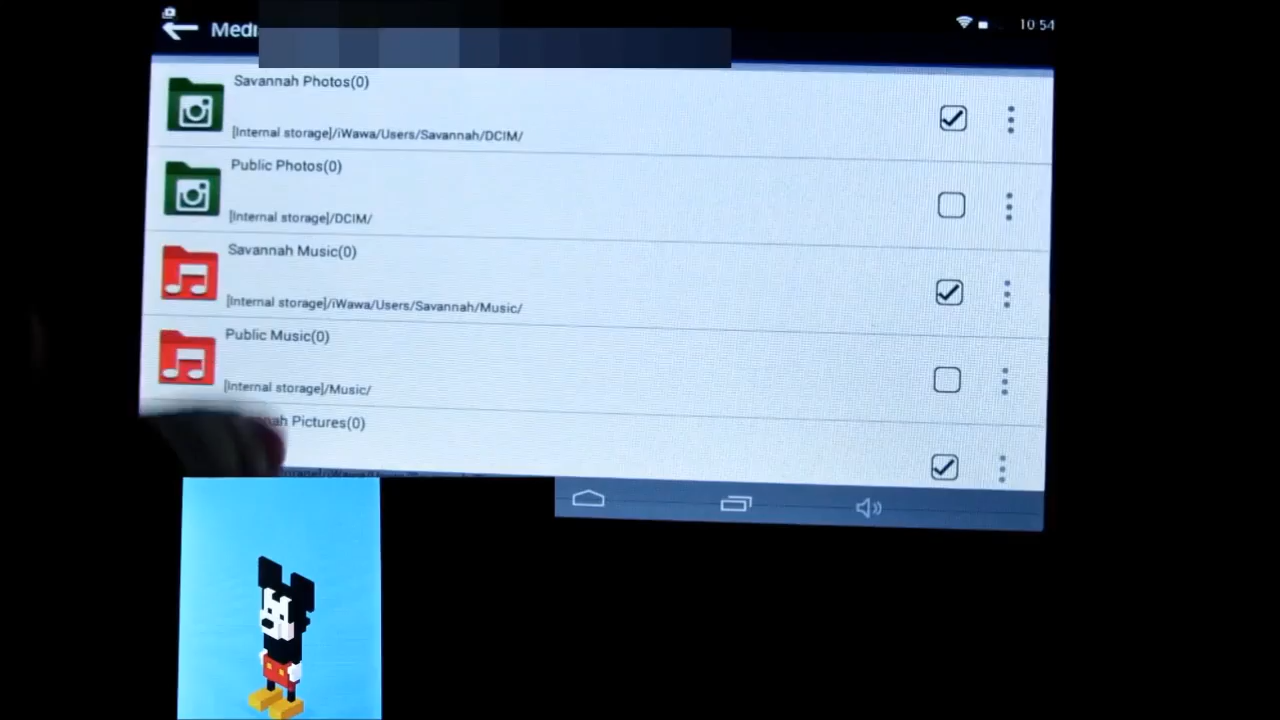 10 54
Savannah Photos(0)
[Internal storage]/iWawa/Users/Savannah/DCIM/
Public Photos(0)
[Internal storage]/DCIM/
Savannah Music(0)
[Internal storage]/iWawa/Users/Savannah/Music/
Public Music(0)
[Internal storage]/Music/
Pictures(0)